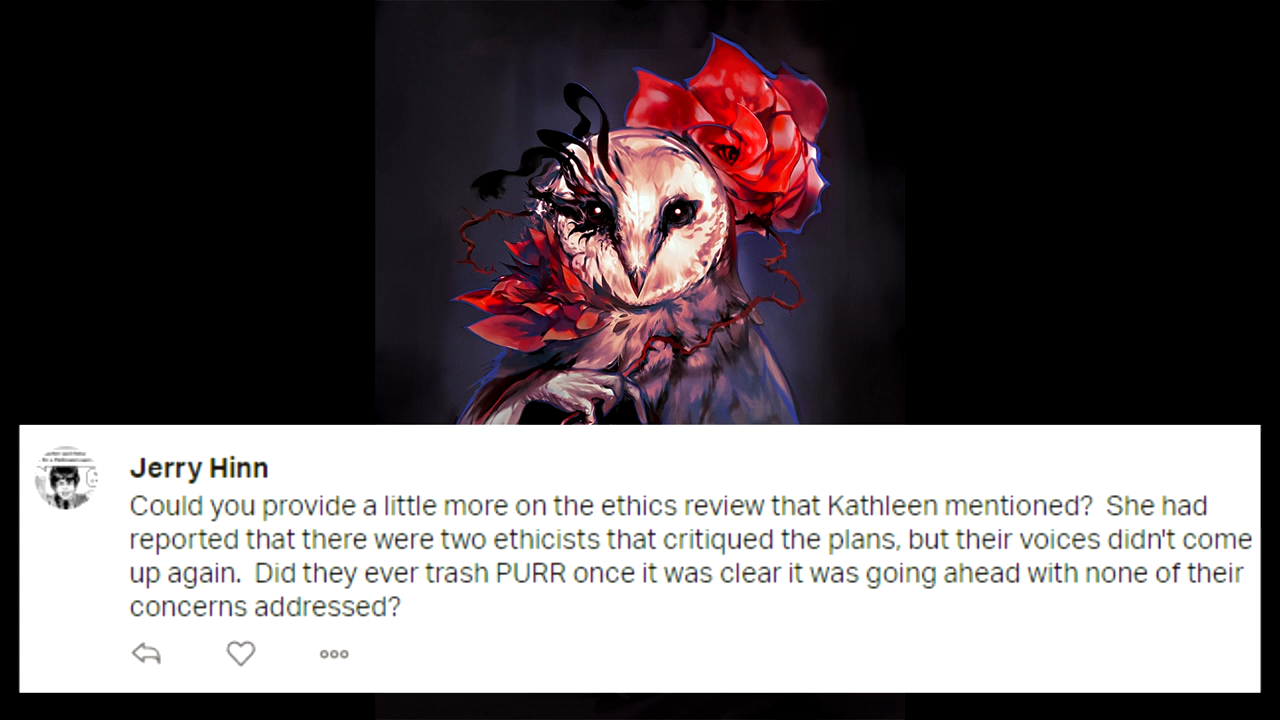 Jerry Hinn
Could you provide a little more on the ethics review that Kathleen mentioned?  She had
reported that there were two ethicists that critiqued the plans, but their voices didn't come
up again.  Did they ever trash PURR once it was clear it was going ahead with none of their
concerns addressed?